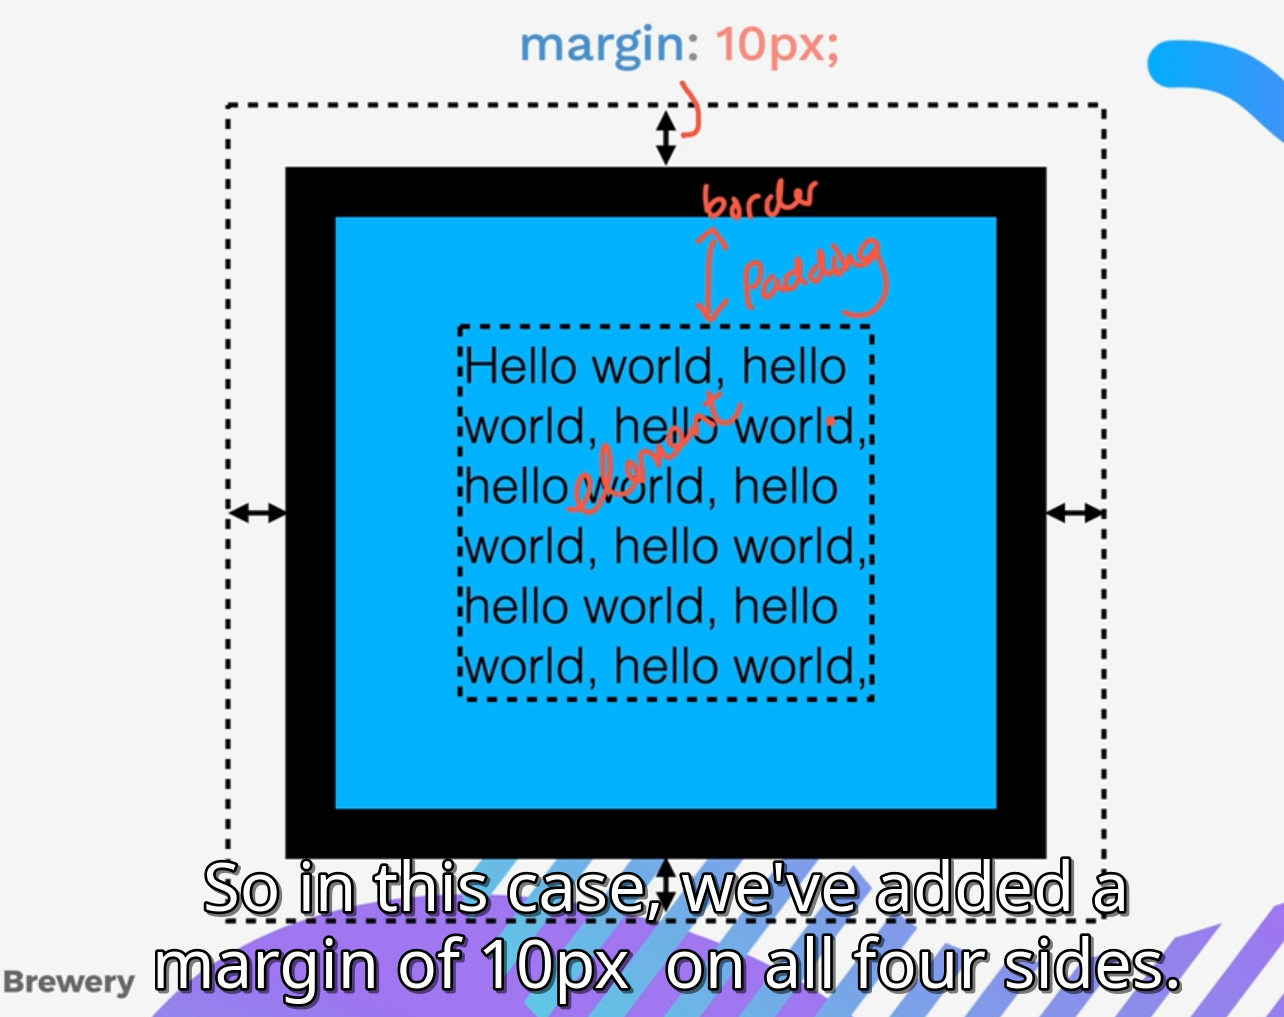 margin: 10px;
border
Padding
Hello world, hello
world, hello world,
hello world, hello
world, hello world,
hello world, hello
world, hello world,
element
So in this case, we've added a
margin of 10px on all four sides.
Brewery